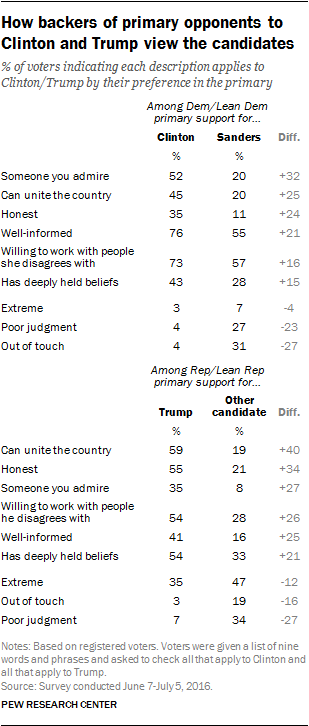 How backers of primary opponents to
Clinton and Trump view the candidates
% of voters indicating each description applies to
Clinton/Trump by their preference in the primary
Among Dem/Lean Dem
primary support for...
Clinton Sanders Diff.
% %
Someone you admire 52 20 +32
Can unite the country 45 20 +25
Honest 35 11 +24
Well-informed 76 55 +21
Willing to work with people
she disagrees with 73 57 +16
Has deeply held beliefs 43 28 +15
Extreme 3 7 -4
Poor judgment 4 27 -23
Out of touch 4 31 -27
Among Rep/Lean Rep
primary support for...
Other
Trump candidate Diff.
% %
Can unite the country 59 19 +40
Honest 55 21 +34
Someone you admire 35 8 +27
Willing to work with people
he disagrees with 54 28 +26
Well-informed 41 16 +25
Has deeply held beliefs 54 33 +21
Extreme 35 47 -12
Out of touch 3 19 -16
Poor judgment 7 34 -27
Notes: Based on registered voters. Voters were given a list of nine
words and phrases and asked to check all that apply to Clinton and
all that apply to Trump.
Source: Survey conducted June 7-July 5, 2016.
PEW RESEARCH CENTER